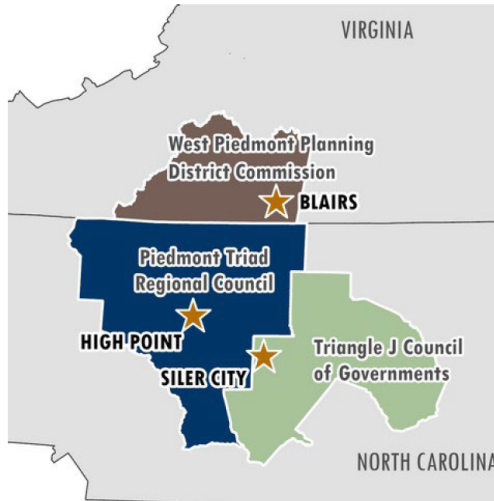 VIRGINIA
West Piedmont Planning
District Commission
BLAIRS
Piedmont Triad
Regional Council
HIGH POINT
SILER CITY
Triangle J Council
of Governments
NORTH CAROLINA